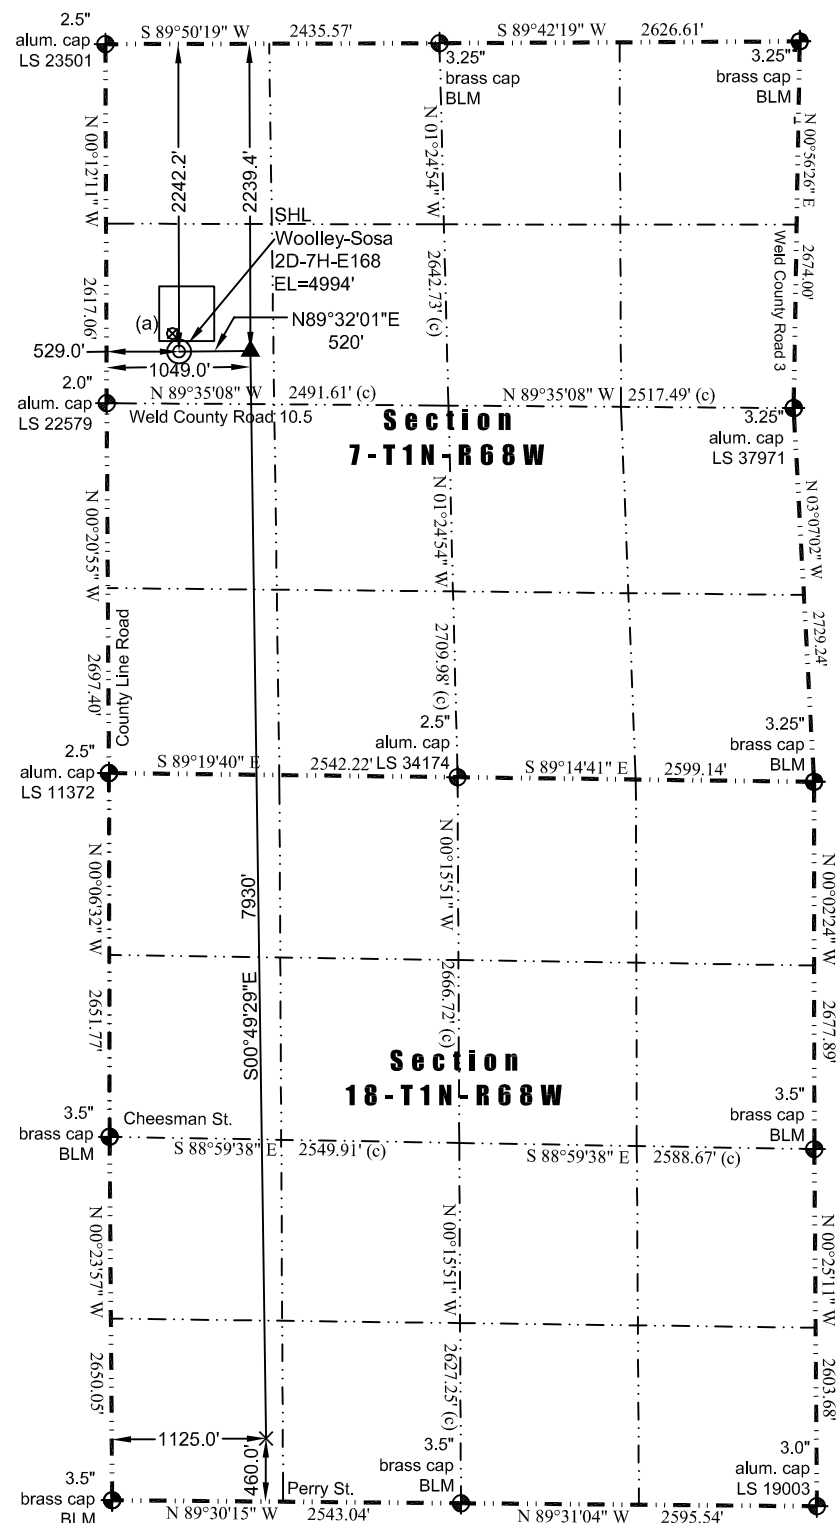 2.5"
alum. cap
LS 23501
S 89°50'19" W 2435.57'
S 89°42'19" W 2626.61'
3.25"
brass cap
BLM
3.25"
brass cap
BLM
N 00°12'11" W
2617.06'
2242.2'
2239.4'
N 01°24'54" W
2642.73' (c)
N 00°56'26" E
2674.00'
Weld County Road 3
SHL
Woolley-Sosa
2D-7H-E168
EL=4994'
(a)
N89°32'01"E
520'
529.0'
1049.0'
2.0"
alum. cap
LS 22579
N 89°35'08" W 2491.61' (c)
N 89°35'08" W 2517.49' (c)
Weld County Road 10.5
Section
7-T1N-R68W
3.25"
alum. cap
LS 37971
N 00°20'55" W
2697.40'
County Line Road
N 01°24'54" W
2709.98' (c)
N 03°07'02" W
2729.24'
2.5"
alum. cap
LS 11372
S 89°19'40" E 2542.22'
2.5"
alum. cap
LS 34174
S 89°14'41" E 2599.14'
3.25"
brass cap
BLM
N 00°06'32" W
2651.77'
S00°49'29"E 7930'
N 00°15'51" W
2666.72' (c)
N 00°02'24" W
2677.89'
Section
18-T1N-R68W
3.5"
brass cap
BLM
Cheesman St.
S 88°59'38" E 2549.91' (c)
S 88°59'38" E 2588.67' (c)
3.5"
brass cap
BLM
N 00°23'57" W
2650.05'
N 00°15'51" W
2627.25' (c)
N 00°25'11" W
2603.68'
1125.0'
460.0'
3.5"
brass cap
BLM
Perry St.
N 89°30'15" W 2543.04'
3.5"
brass cap
BLM
N 89°31'04" W 2595.54'
3.0"
alum. cap
LS 19003